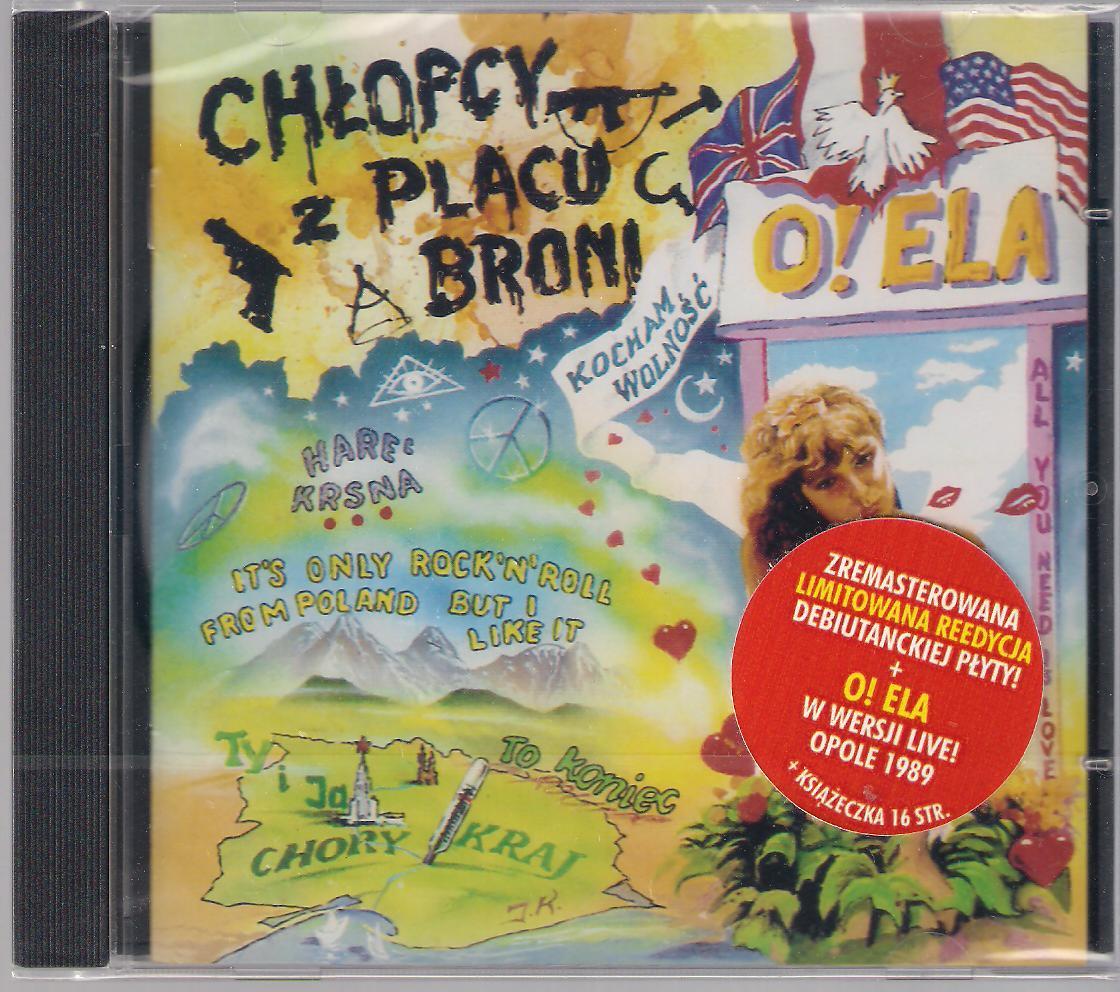 CHŁOPCY
Z PLACU
BRONI
O! ELA
KOCHAM
WOLNOŚĆ
ALL YOU NEED IS LOVE
HARE:
KRSNA
IT'S ONLY ROCK'N'ROLL
FROM POLAND BUT I
LIKE IT
ZREMASTEROWANA
LIMITOWANA REEDYCJA
DEBIUTANCKIEJ PŁYTY!
+
O! ELA
W WERSJI LIVE!
OPOLE 1989
+ KSIĄŻECZKA 16 STR.
Ty
i Ja
To koniec
CHORY KRAJ
J.K.